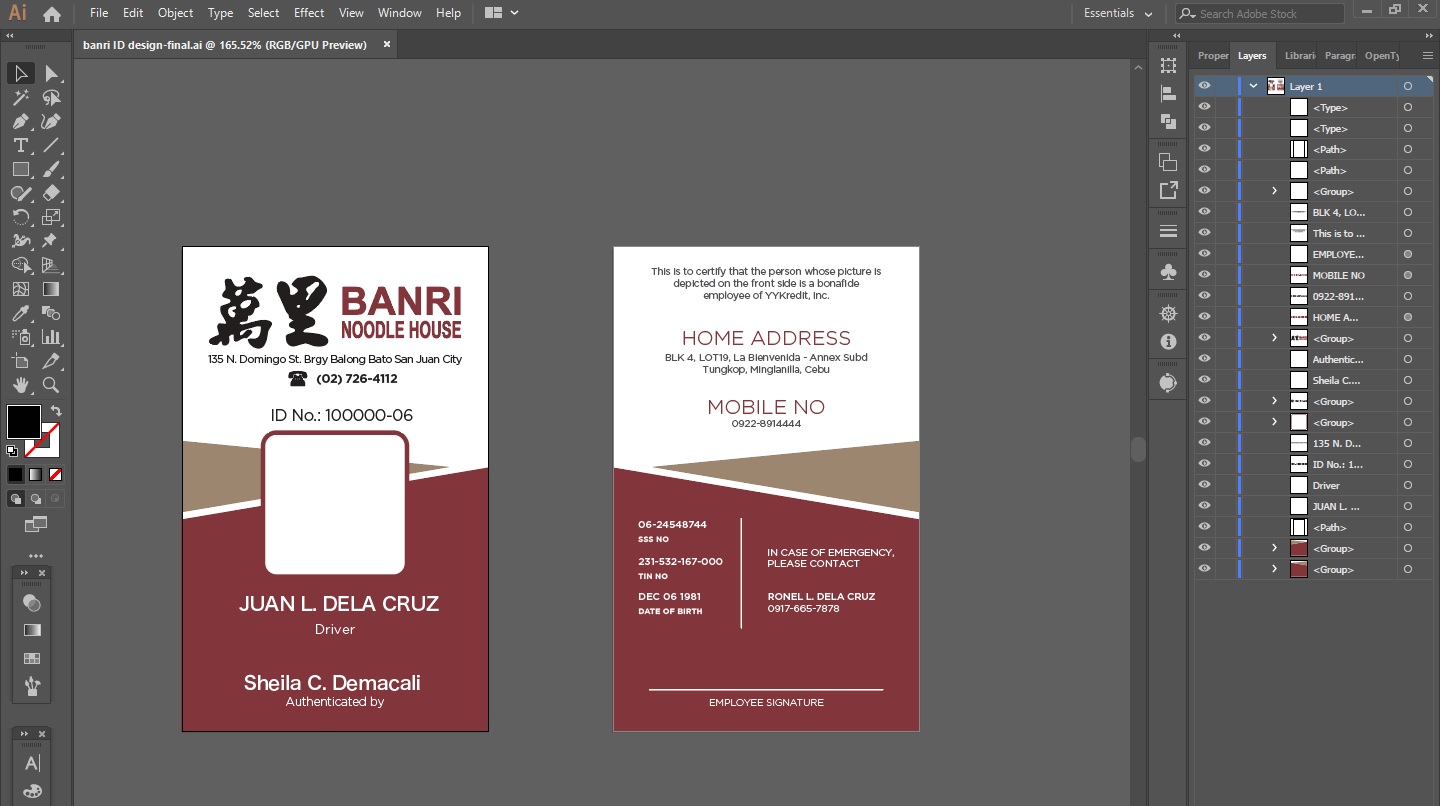 Ai
File Edit Object Type Select Effect View Window Help
Essentials
Search Adobe Stock
banri ID design-final.ai @ 165.52% (RGB/GPU Preview)
萬里
BANRI
NOODLE HOUSE
135 N. Domingo St. Brgy Balong Bato San Juan City
(02) 726-4112
ID No.: 100000-06
JUAN L. DELA CRUZ
Driver
Sheila C. Demacali
Authenticated by
This is to certify that the person whose picture is
depicted on the front side is a bonafide
employee of YYKredit, Inc.
HOME ADDRESS
BLK 4, LOT19, La Bienvenida - Annex Subd
Tungkop, Minglanilla, Cebu
MOBILE NO
0922-8914444
06-24548744
SSS NO
231-532-167-000
TIN NO
DEC 06 1981
DATE OF BIRTH
IN CASE OF EMERGENCY,
PLEASE CONTACT
RONEL L. DELA CRUZ
0917-665-7878
EMPLOYEE SIGNATURE
Proper Layers Librari Paragr OpenTy
Layer 1
<Type>
<Type>
<Path>
<Path>
<Group>
BLK 4, LO...
This is to ...
EMPLOYE...
MOBILE NO
0922-891...
HOME A...
<Group>
Authentic...
Sheila C....
<Group>
<Group>
135 N. D...
ID No.: 1...
Driver
JUAN L. ...
<Path>
<Group>
<Group>